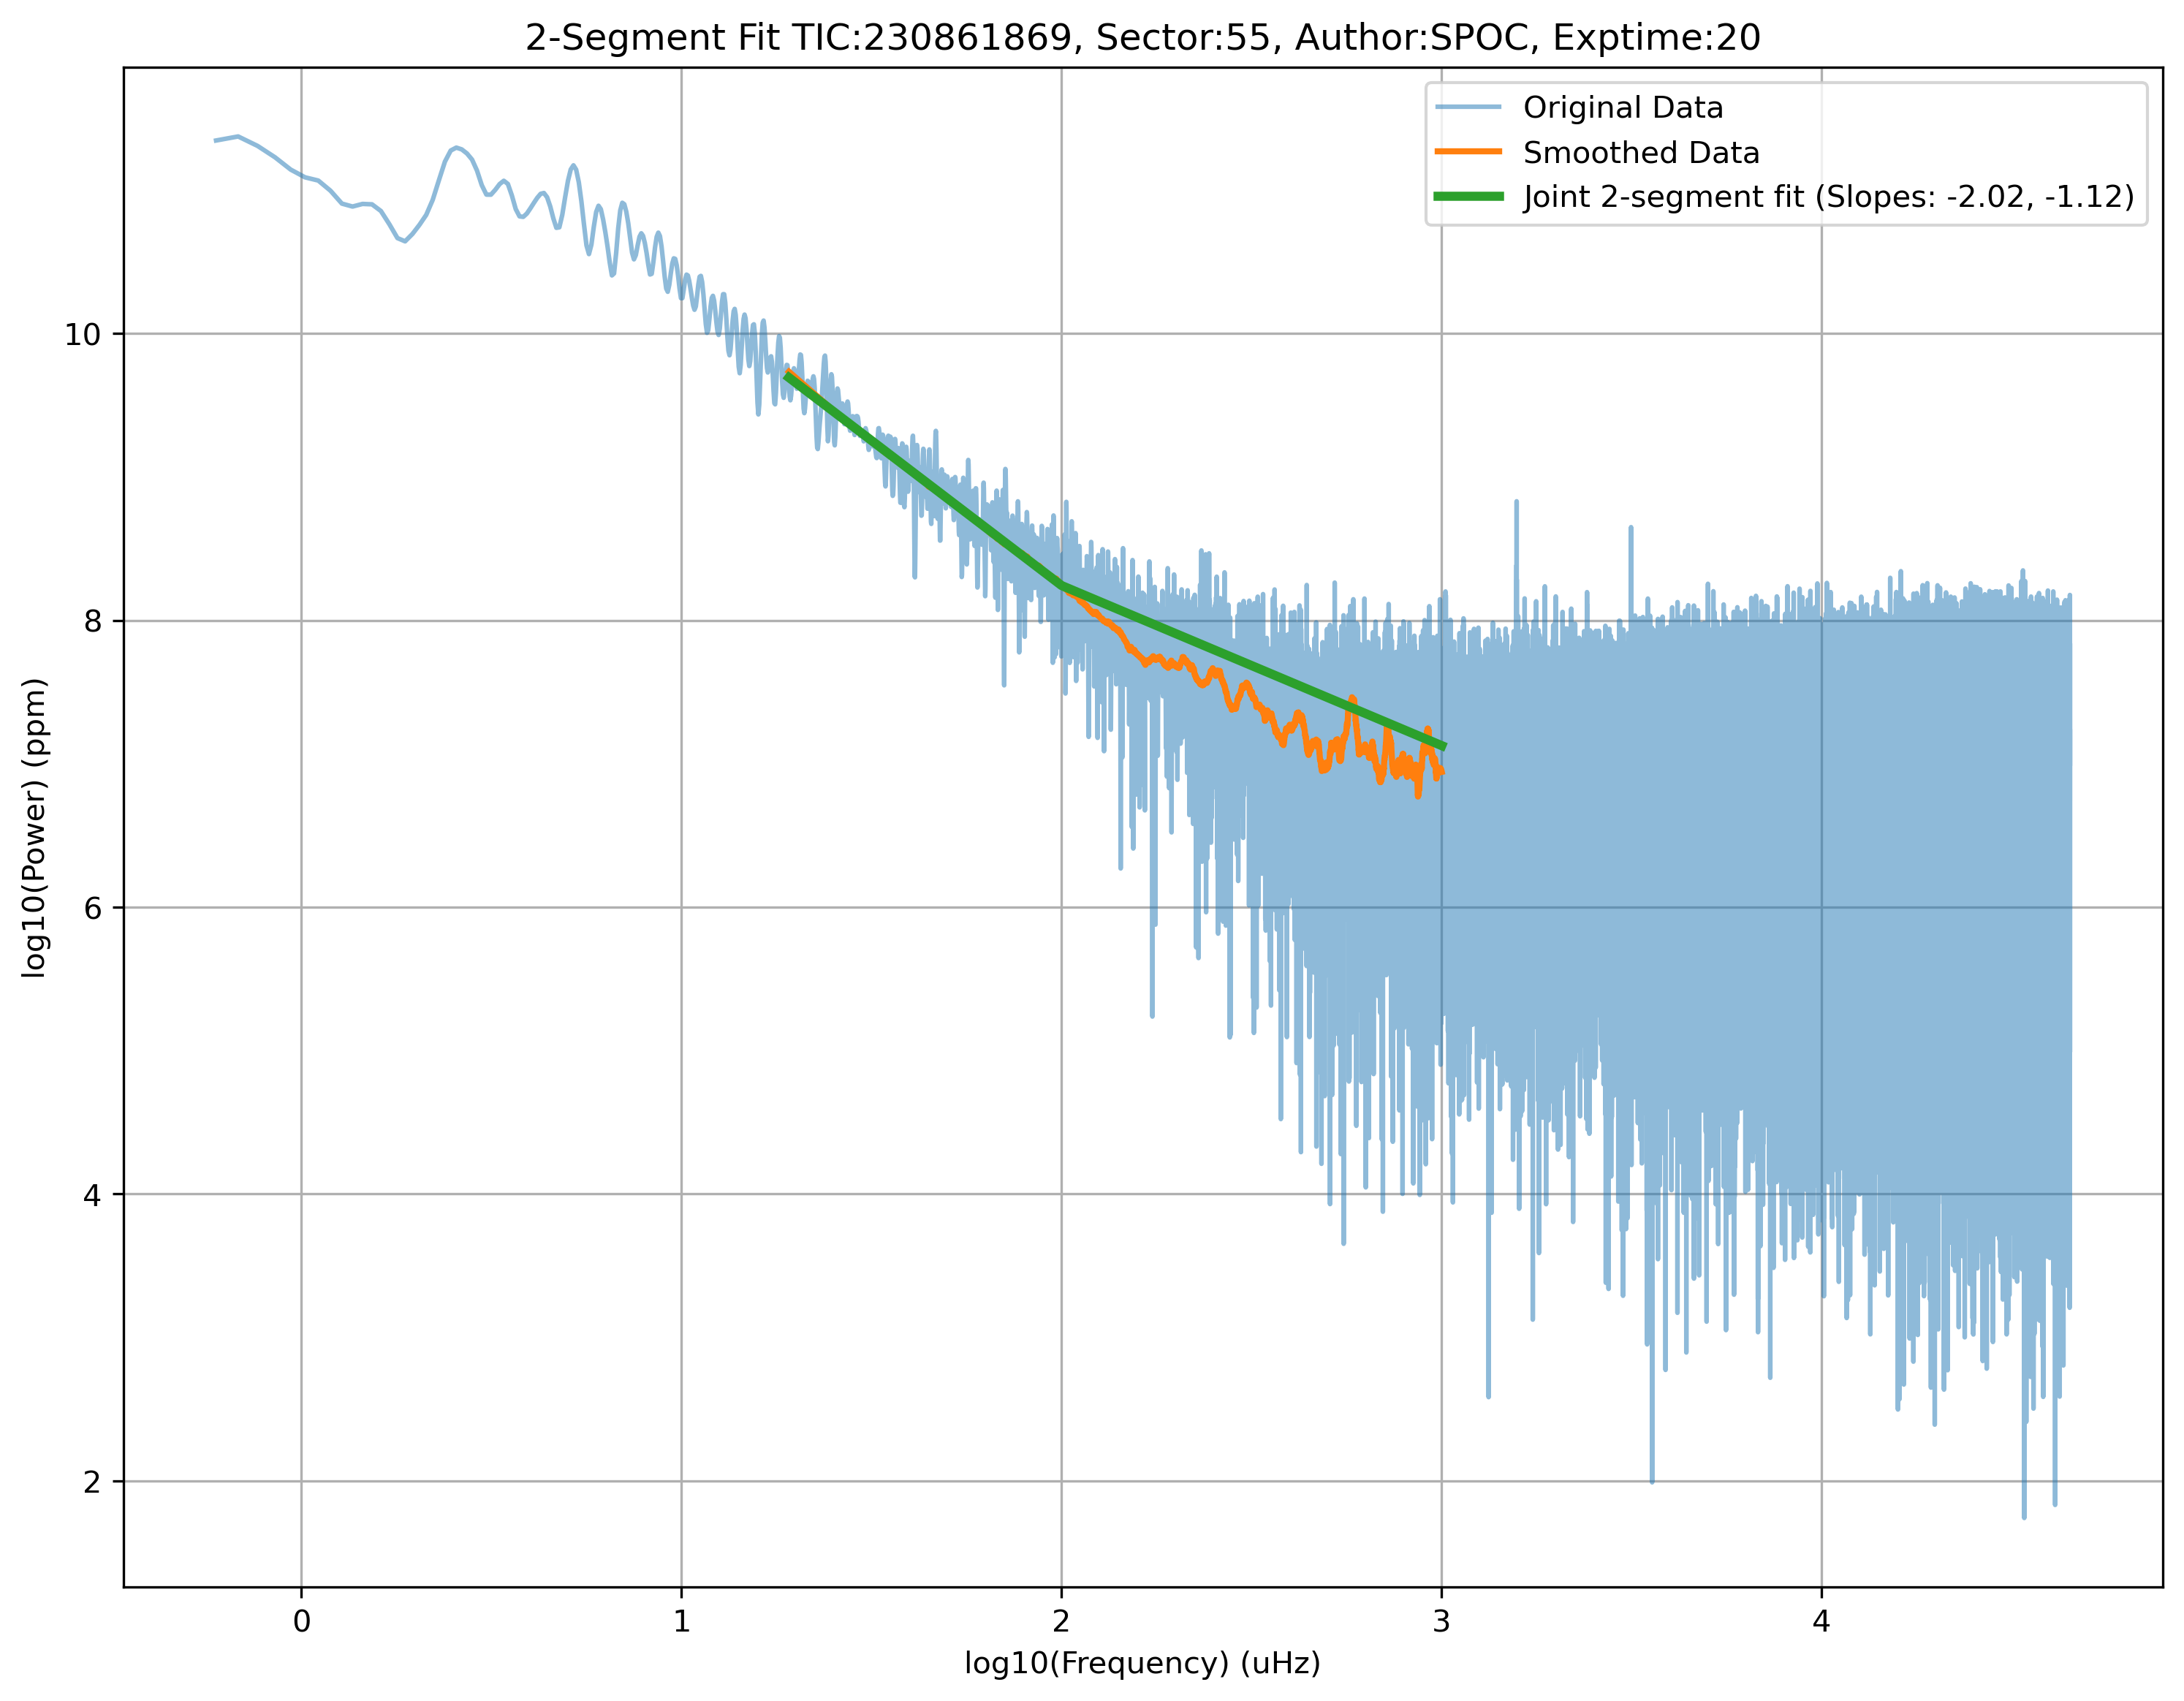 2-Segment Fit TIC:230861869, Sector:55, Author:SPOC, Exptime:20
Original Data
Smoothed Data
Joint 2-segment fit (Slopes: -2.02, -1.12)
log10(Power) (ppm)
10
8
6
4
2
0 1 2 3 4
log10(Frequency) (uHz)